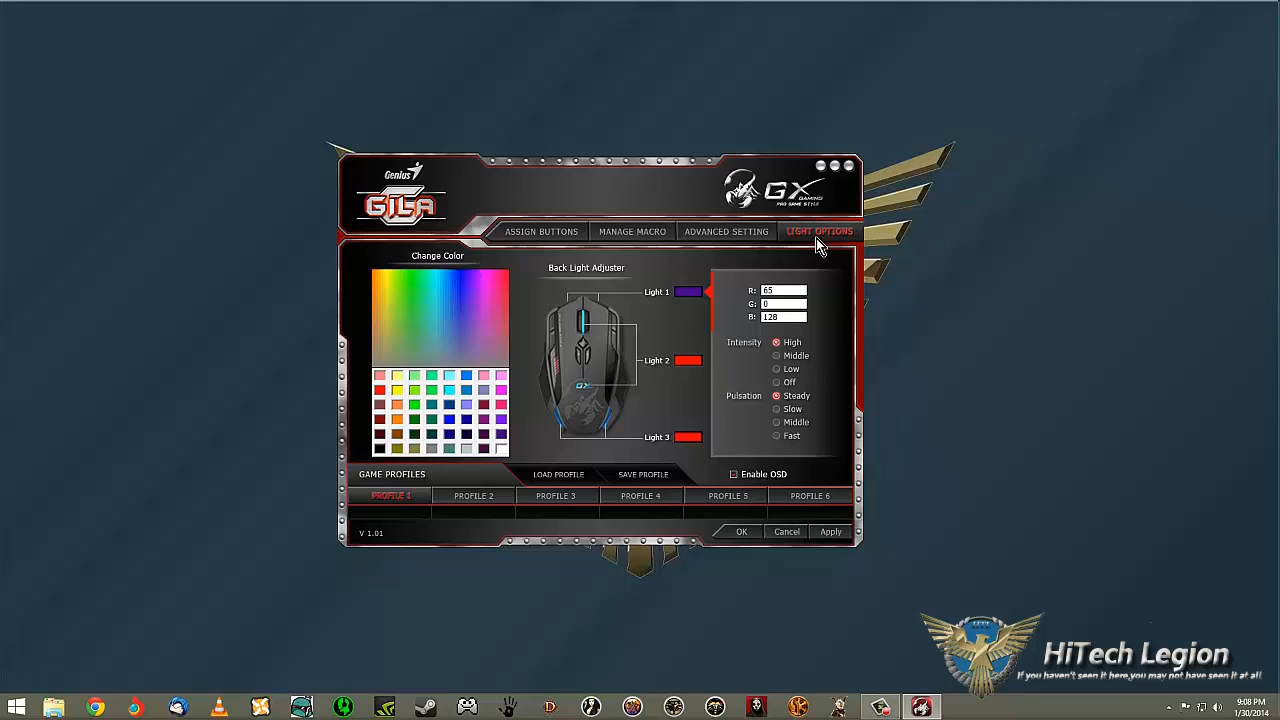 Genius
GILA
GX
GAMING
PRO GAME STYLE
ASSIGN BUTTONS MANAGE MACRO ADVANCED SETTING LIGHT OPTIONS
Change Color
Back Light Adjuster
Light 1
Light 2
Light 3
GX
R: 65
G: 0
B: 128
Intensity High
Middle
Low
Off
Pulsation Steady
Slow
Middle
Fast
GAME PROFILES LOAD PROFILE SAVE PROFILE Enable OSD
PROFILE 1 PROFILE 2 PROFILE 3 PROFILE 4 PROFILE 5 PROFILE 6
V 1.01 OK Cancel Apply
HiTech Legion
If you haven't seen it here,you may not have seen it at all.
9:08 PM
1/30/2014